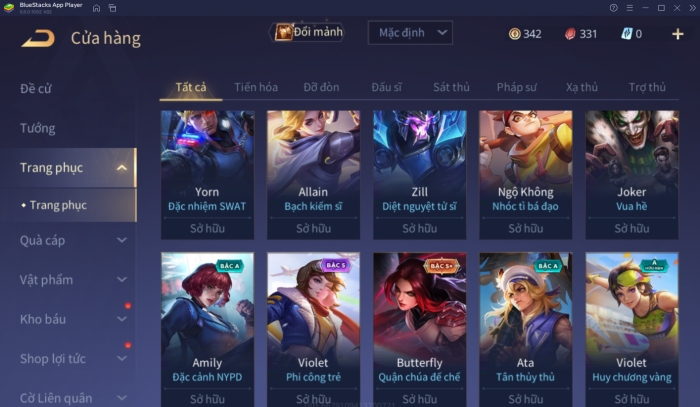 BlueStacks App Player
Cửa hàng
Đổi mảnh
Mặc định
342
331
0
Đề cử
Tướng
Trang phục
Trang phục
Quà cáp
Vật phẩm
Kho báu
Shop lợi tức
Cờ Liên quân
Tất cả Tiến hóa Đỡ đòn Đấu sĩ Sát thủ Pháp sư Xạ thủ Trợ thủ
Yorn
Đặc nhiệm SWAT
Sở hữu
Allain
Bạch kiếm sĩ
Sở hữu
Zill
Diệt nguyệt tử sĩ
Sở hữu
Ngộ Không
Nhóc tì bá đạo
Sở hữu
Joker
Vua hề
Sở hữu
BẬC A
Amily
Đặc cảnh NYPD
Sở hữu
BẬC S
Violet
Phi công trẻ
Sở hữu
BẬC S+
Butterfly
Quận chúa đế chế
Sở hữu
BẬC A
Ata
Tân thủy thủ
Sở hữu
A
HỮU HẠN
Violet
Huy chương vàng
Sở hữu